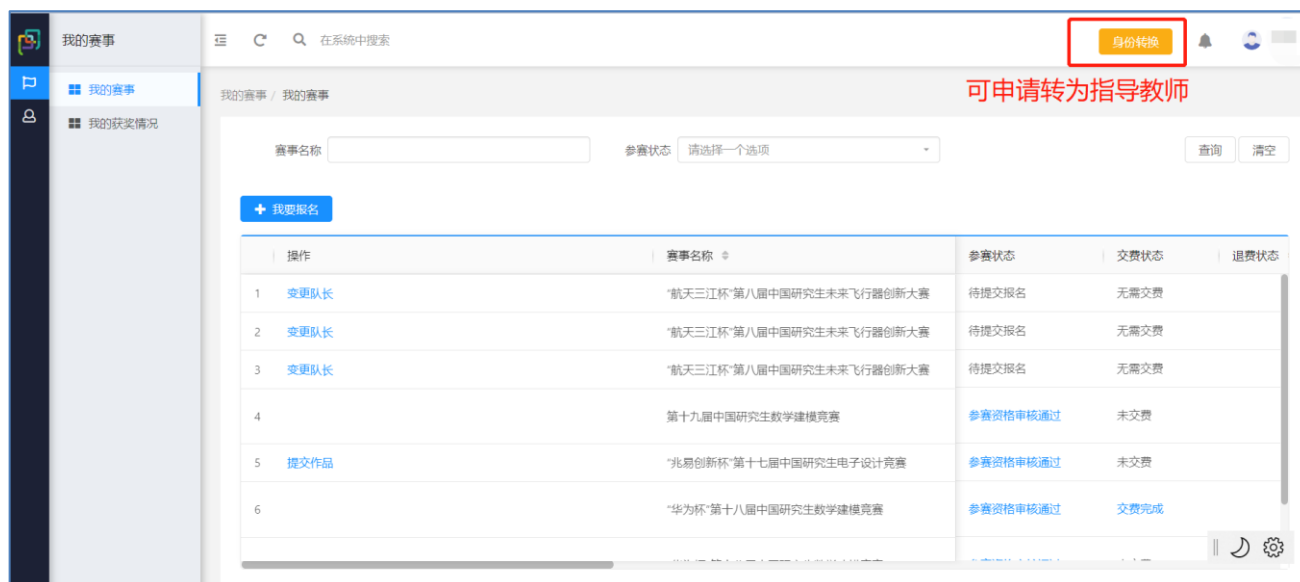 我的赛事 在系统中搜索 身份转换
我的赛事 我的赛事 / 我的赛事 可申请转为指导教师
我的获奖情况
赛事名称 参赛状态 请选择一个选项 查询 清空
+ 我要报名
操作 赛事名称 参赛状态 交费状态 退费状态
1 变更队长 “航天三江杯”第八届中国研究生未来飞行器创新大赛 待提交报名 无需交费
2 变更队长 “航天三江杯”第八届中国研究生未来飞行器创新大赛 待提交报名 无需交费
3 变更队长 “航天三江杯”第八届中国研究生未来飞行器创新大赛 待提交报名 无需交费
4 第十九届中国研究生数学建模竞赛 参赛资格审核通过 未交费
5 提交作品 “兆易创新杯”第十七届中国研究生电子设计竞赛 参赛资格审核通过 未交费
6 “华为杯”第十八届中国研究生数学建模竞赛 参赛资格审核通过 交费完成